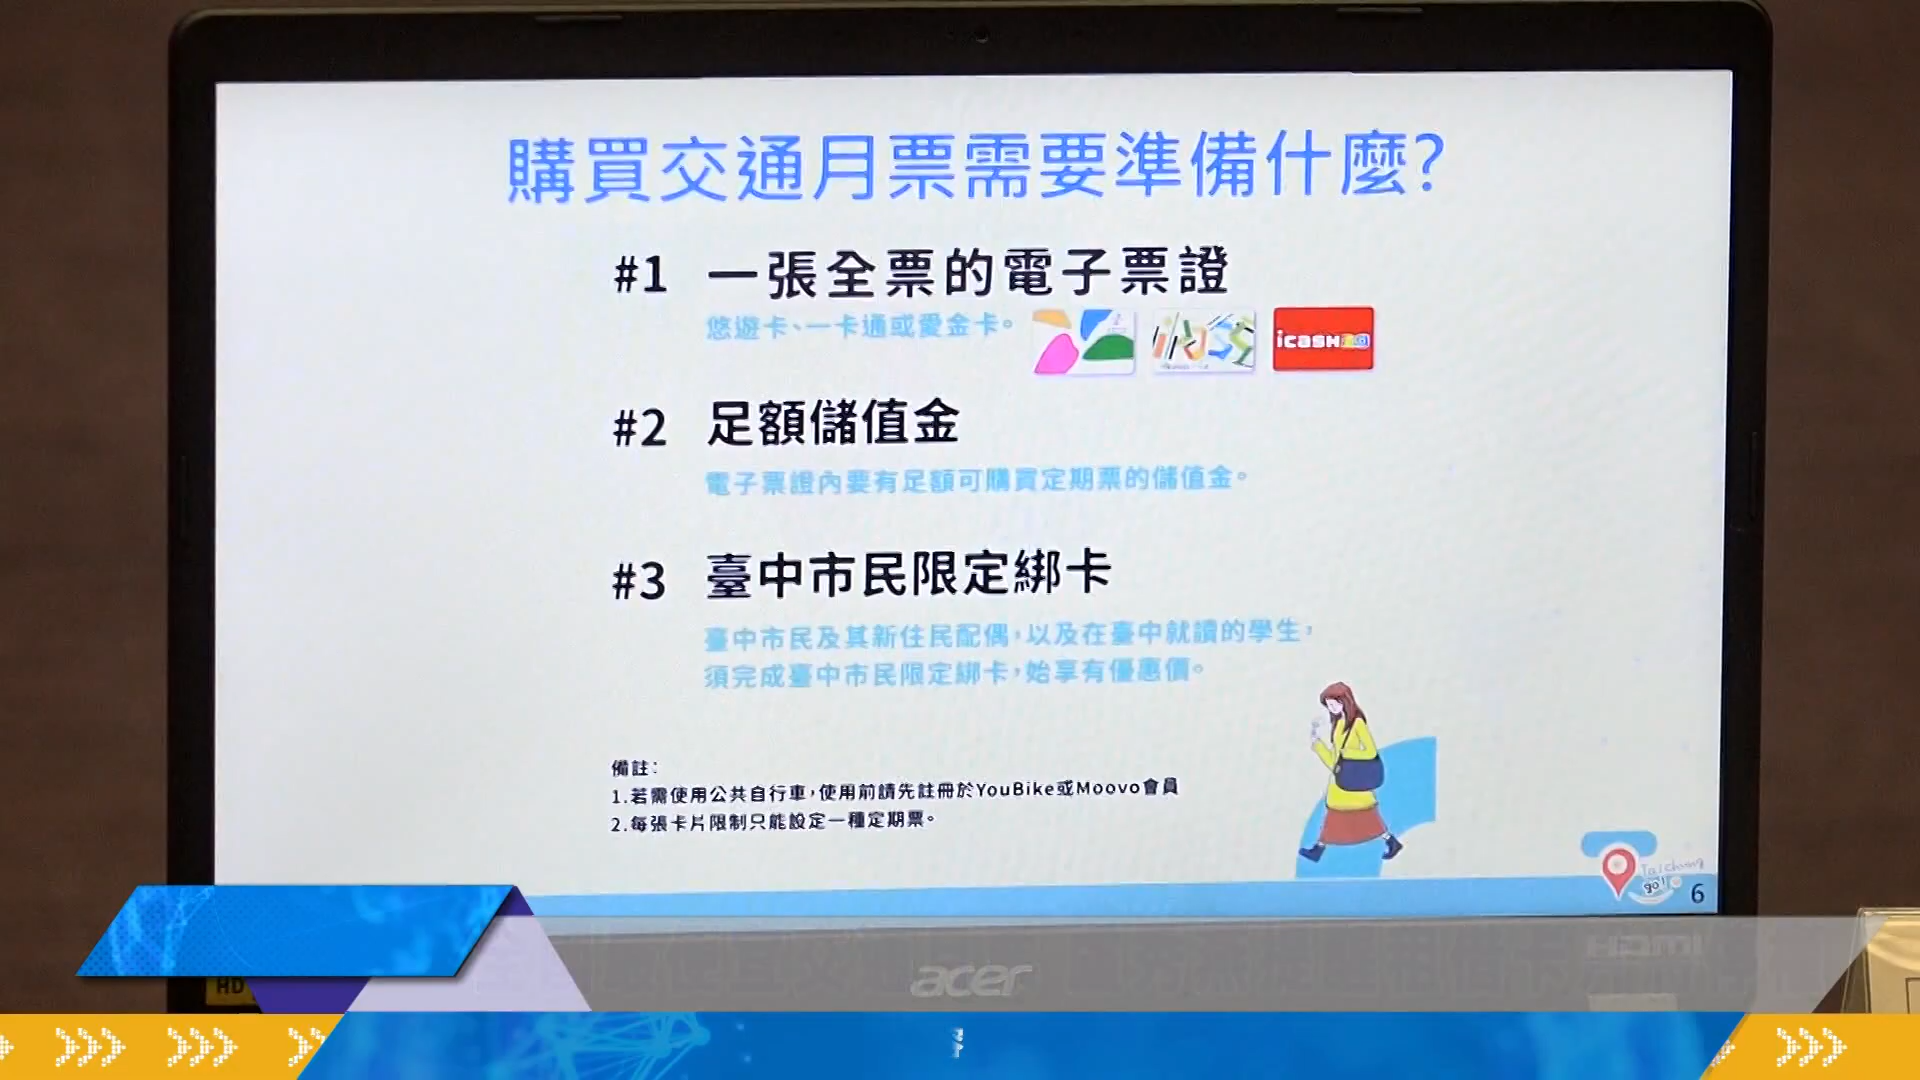 購買交通月票需要準備什麼?
#1 一張全票的電子票證
悠遊卡、一卡通或愛金卡。
icash2.0
#2 足額儲值金
電子票證內要有足額可購買定期票的儲值金。
#3 臺中市民限定綁卡
臺中市民及其新住民配偶,以及在臺中就讀的學生,
須完成臺中市民限定綁卡,始享有優惠價。
備註:
1.若需使用公共自行車,使用前請先註冊於YouBike或Moovo會員
2.每張卡片限制只能設定一種定期票。
Taichung
go!
6
HDMI
acer
HD